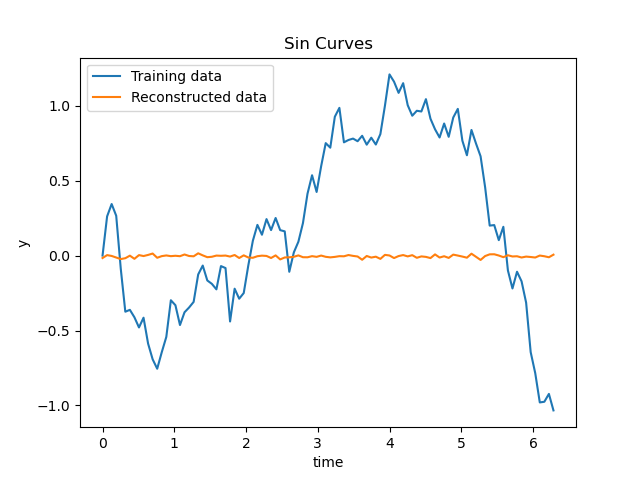 Sin Curves
Training data
Reconstructed data
1.0
0.5
0.0
−0.5
−1.0
y
0 1 2 3 4 5 6
time